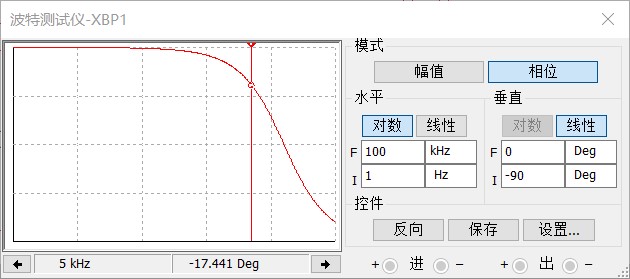 波特测试仪-XBP1
模式
幅值 相位
水平 垂直
对数 线性 对数 线性
F 100 kHz F 0 Deg
I 1 Hz I -90 Deg
控件
反向 保存 设置...
5 kHz -17.441 Deg + 进 - + 出 -